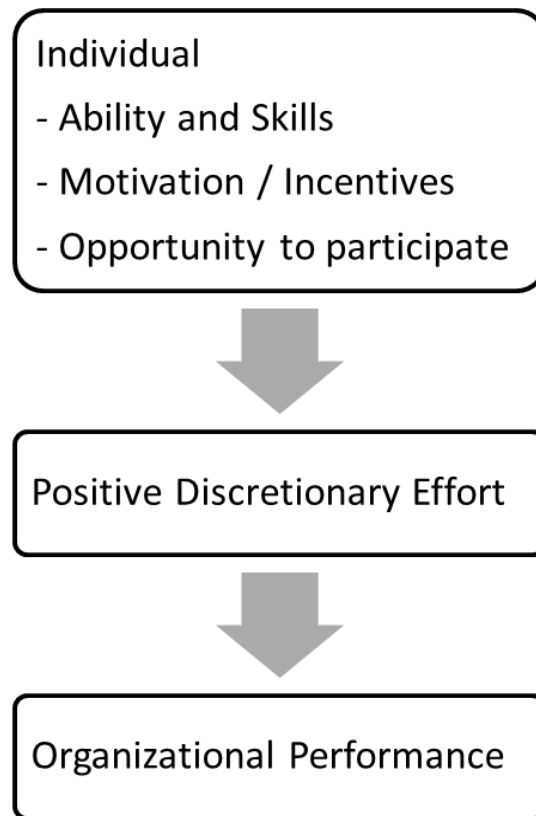 Individual
- Ability and Skills
- Motivation / Incentives
- Opportunity to participate
Positive Discretionary Effort
Organizational Performance